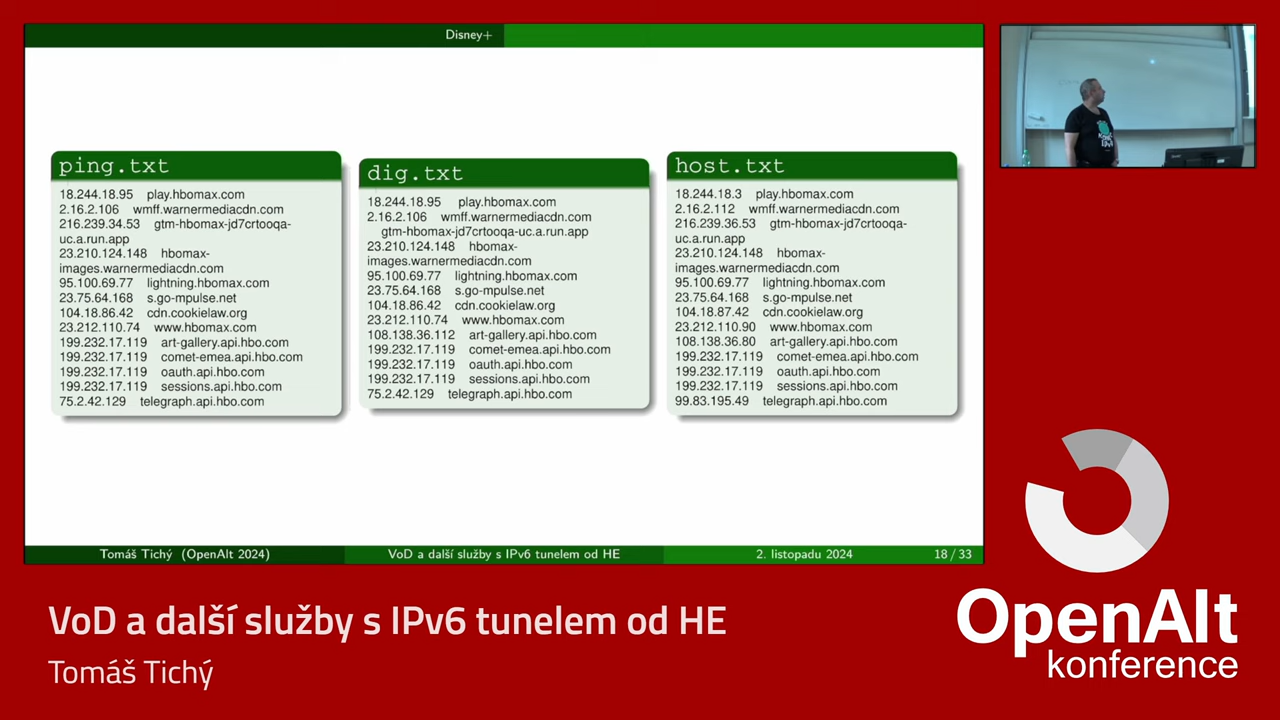 Disney+
ping.txt
18.244.18.95 play.hbomax.com
2.16.2.106 wmff.warnermediacdn.com
216.239.34.53 gtm-hbomax-jd7crtooqa-
uc.a.run.app
23.210.124.148 hbomax-
images.warnermediacdn.com
95.100.69.77 lightning.hbomax.com
23.75.64.168 s.go-mpulse.net
104.18.86.42 cdn.cookielaw.org
23.212.110.74 www.hbomax.com
199.232.17.119 art-gallery.api.hbo.com
199.232.17.119 comet-emea.api.hbo.com
199.232.17.119 oauth.api.hbo.com
199.232.17.119 sessions.api.hbo.com
75.2.42.129 telegraph.api.hbo.com
dig.txt
18.244.18.95 play.hbomax.com
2.16.2.106 wmff.warnermediacdn.com
gtm-hbomax-jd7crtooqa-uc.a.run.app
23.210.124.148 hbomax-
images.warnermediacdn.com
95.100.69.77 lightning.hbomax.com
23.75.64.168 s.go-mpulse.net
104.18.86.42 cdn.cookielaw.org
23.212.110.74 www.hbomax.com
108.138.36.112 art-gallery.api.hbo.com
199.232.17.119 comet-emea.api.hbo.com
199.232.17.119 oauth.api.hbo.com
199.232.17.119 sessions.api.hbo.com
75.2.42.129 telegraph.api.hbo.com
host.txt
18.244.18.3 play.hbomax.com
2.16.2.112 wmff.warnermediacdn.com
216.239.36.53 gtm-hbomax-jd7crtooqa-
uc.a.run.app
23.210.124.148 hbomax-
images.warnermediacdn.com
95.100.69.77 lightning.hbomax.com
23.75.64.168 s.go-mpulse.net
104.18.87.42 cdn.cookielaw.org
23.212.110.90 www.hbomax.com
108.138.36.80 art-gallery.api.hbo.com
199.232.17.119 comet-emea.api.hbo.com
199.232.17.119 oauth.api.hbo.com
199.232.17.119 sessions.api.hbo.com
99.83.195.49 telegraph.api.hbo.com
Tomáš Tichý (OpenAlt 2024) VoD a další služby s IPv6 tunelem od HE 2. listopadu 2024 18 / 33
VoD a další služby s IPv6 tunelem od HE
Tomáš Tichý
OpenAlt
konference